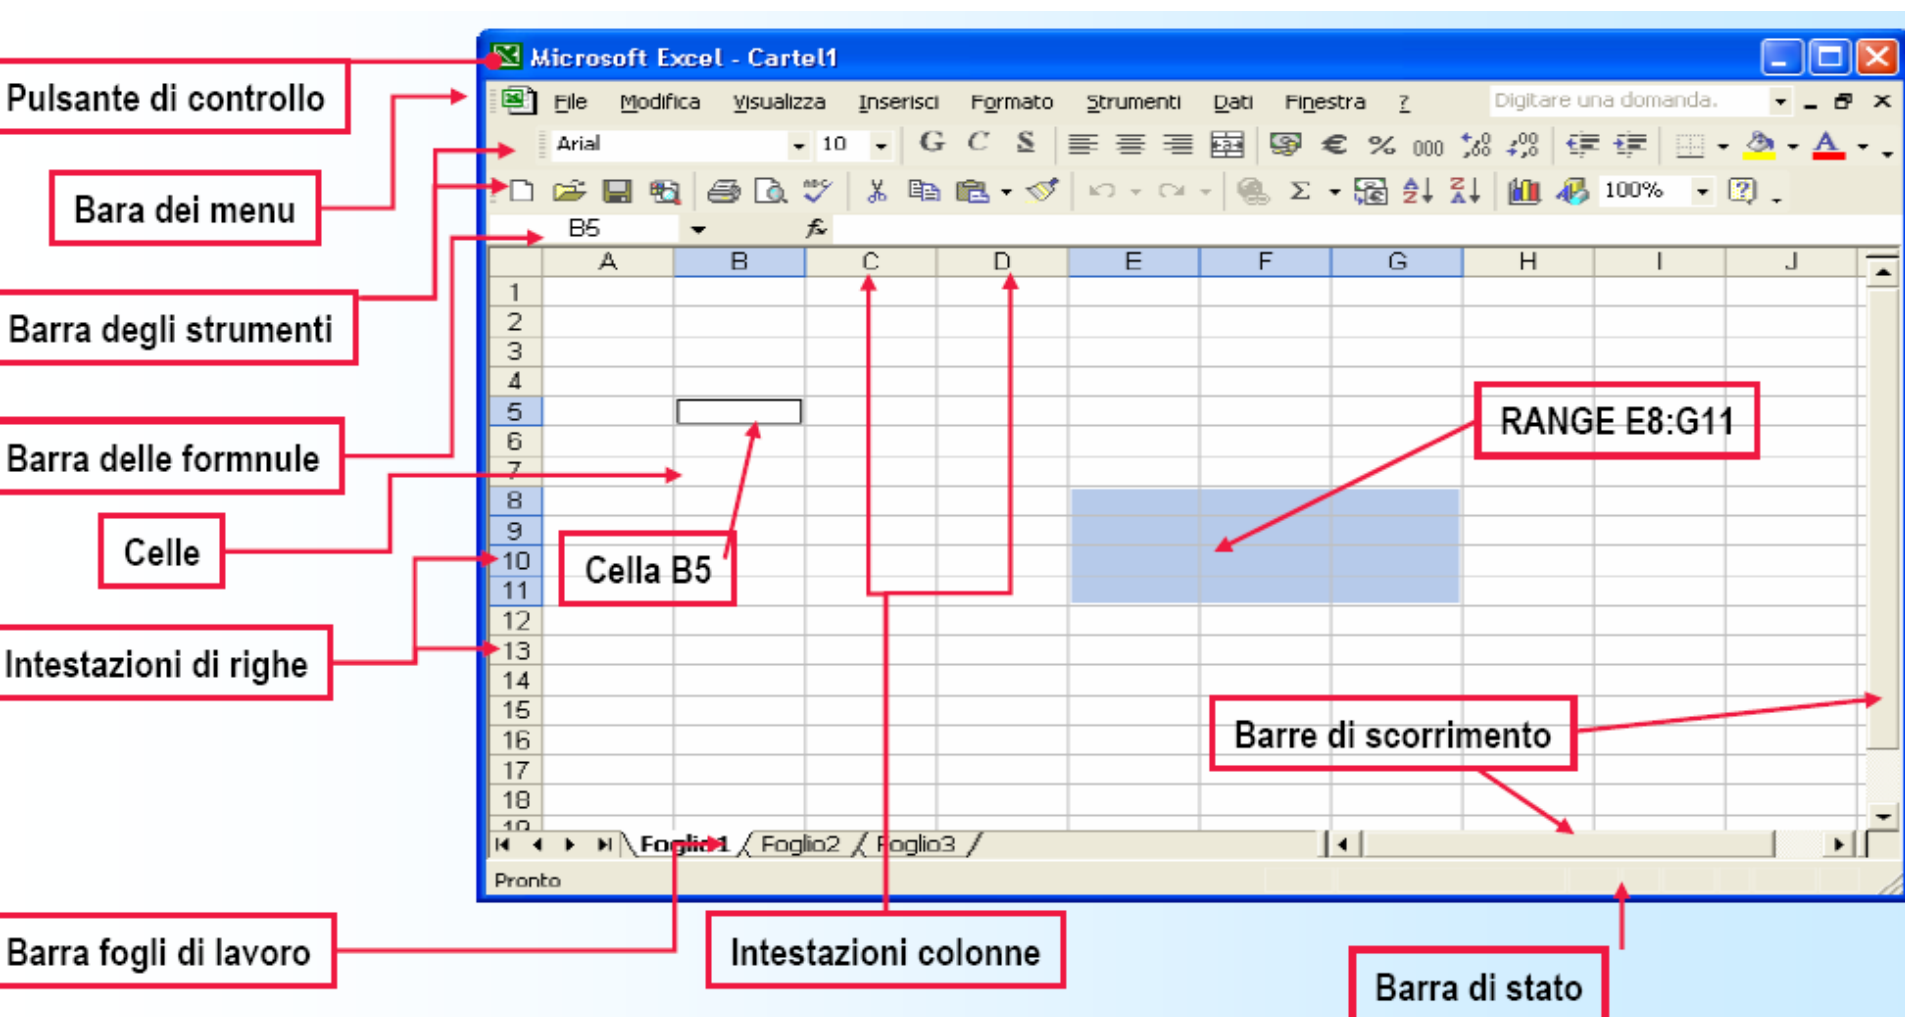 Microsoft Excel - Cartel1
Pulsante di controllo
File Modifica Visualizza Inserisci Formato Strumenti Dati Finestra ? Digitare una domanda.
Arial 10 G C S € % 000 ,00
Bara dei menu
ABC Σ A Z Z A 100% ?
B5 fx
A B C D E F G H I J
1
Barra degli strumenti
2
3
4
5
RANGE E8:G11
6
Barra delle formnule
7
8
9
Celle
10
Cella B5
11
12
13
Intestazioni di righe
14
15
Barre di scorrimento
16
17
18
19
Foglio1 Foglio2 Foglio3
Pronto
Barra fogli di lavoro
Intestazioni colonne
Barra di stato